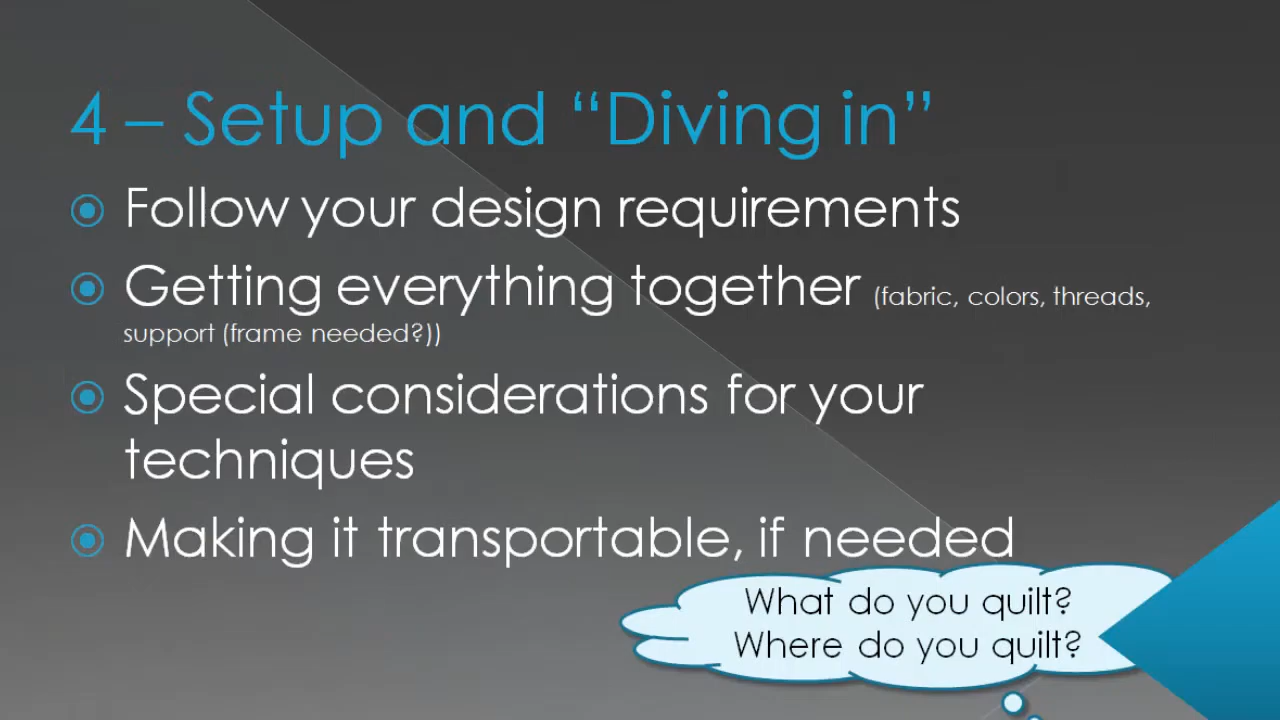 4 – Setup and “Diving in”
Follow your design requirements
Getting everything together (fabric, colors, threads,
support (frame needed?))
Special considerations for your
techniques
Making it transportable, if needed
What do you quilt?
Where do you quilt?